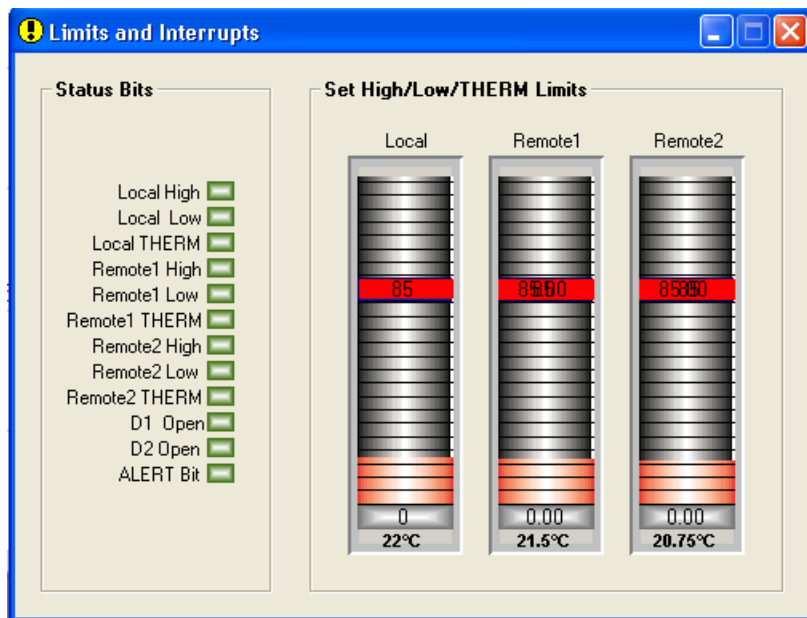 Limits and Interrupts
Status Bits
Local High
Local Low
Local THERM
Remote1 High
Remote1 Low
Remote1 THERM
Remote2 High
Remote2 Low
Remote2 THERM
D1 Open
D2 Open
ALERT Bit
Set High/Low/THERM Limits
Local Remote1 Remote2
85
0 0.00 0.00
22°C 21.5°C 20.75°C